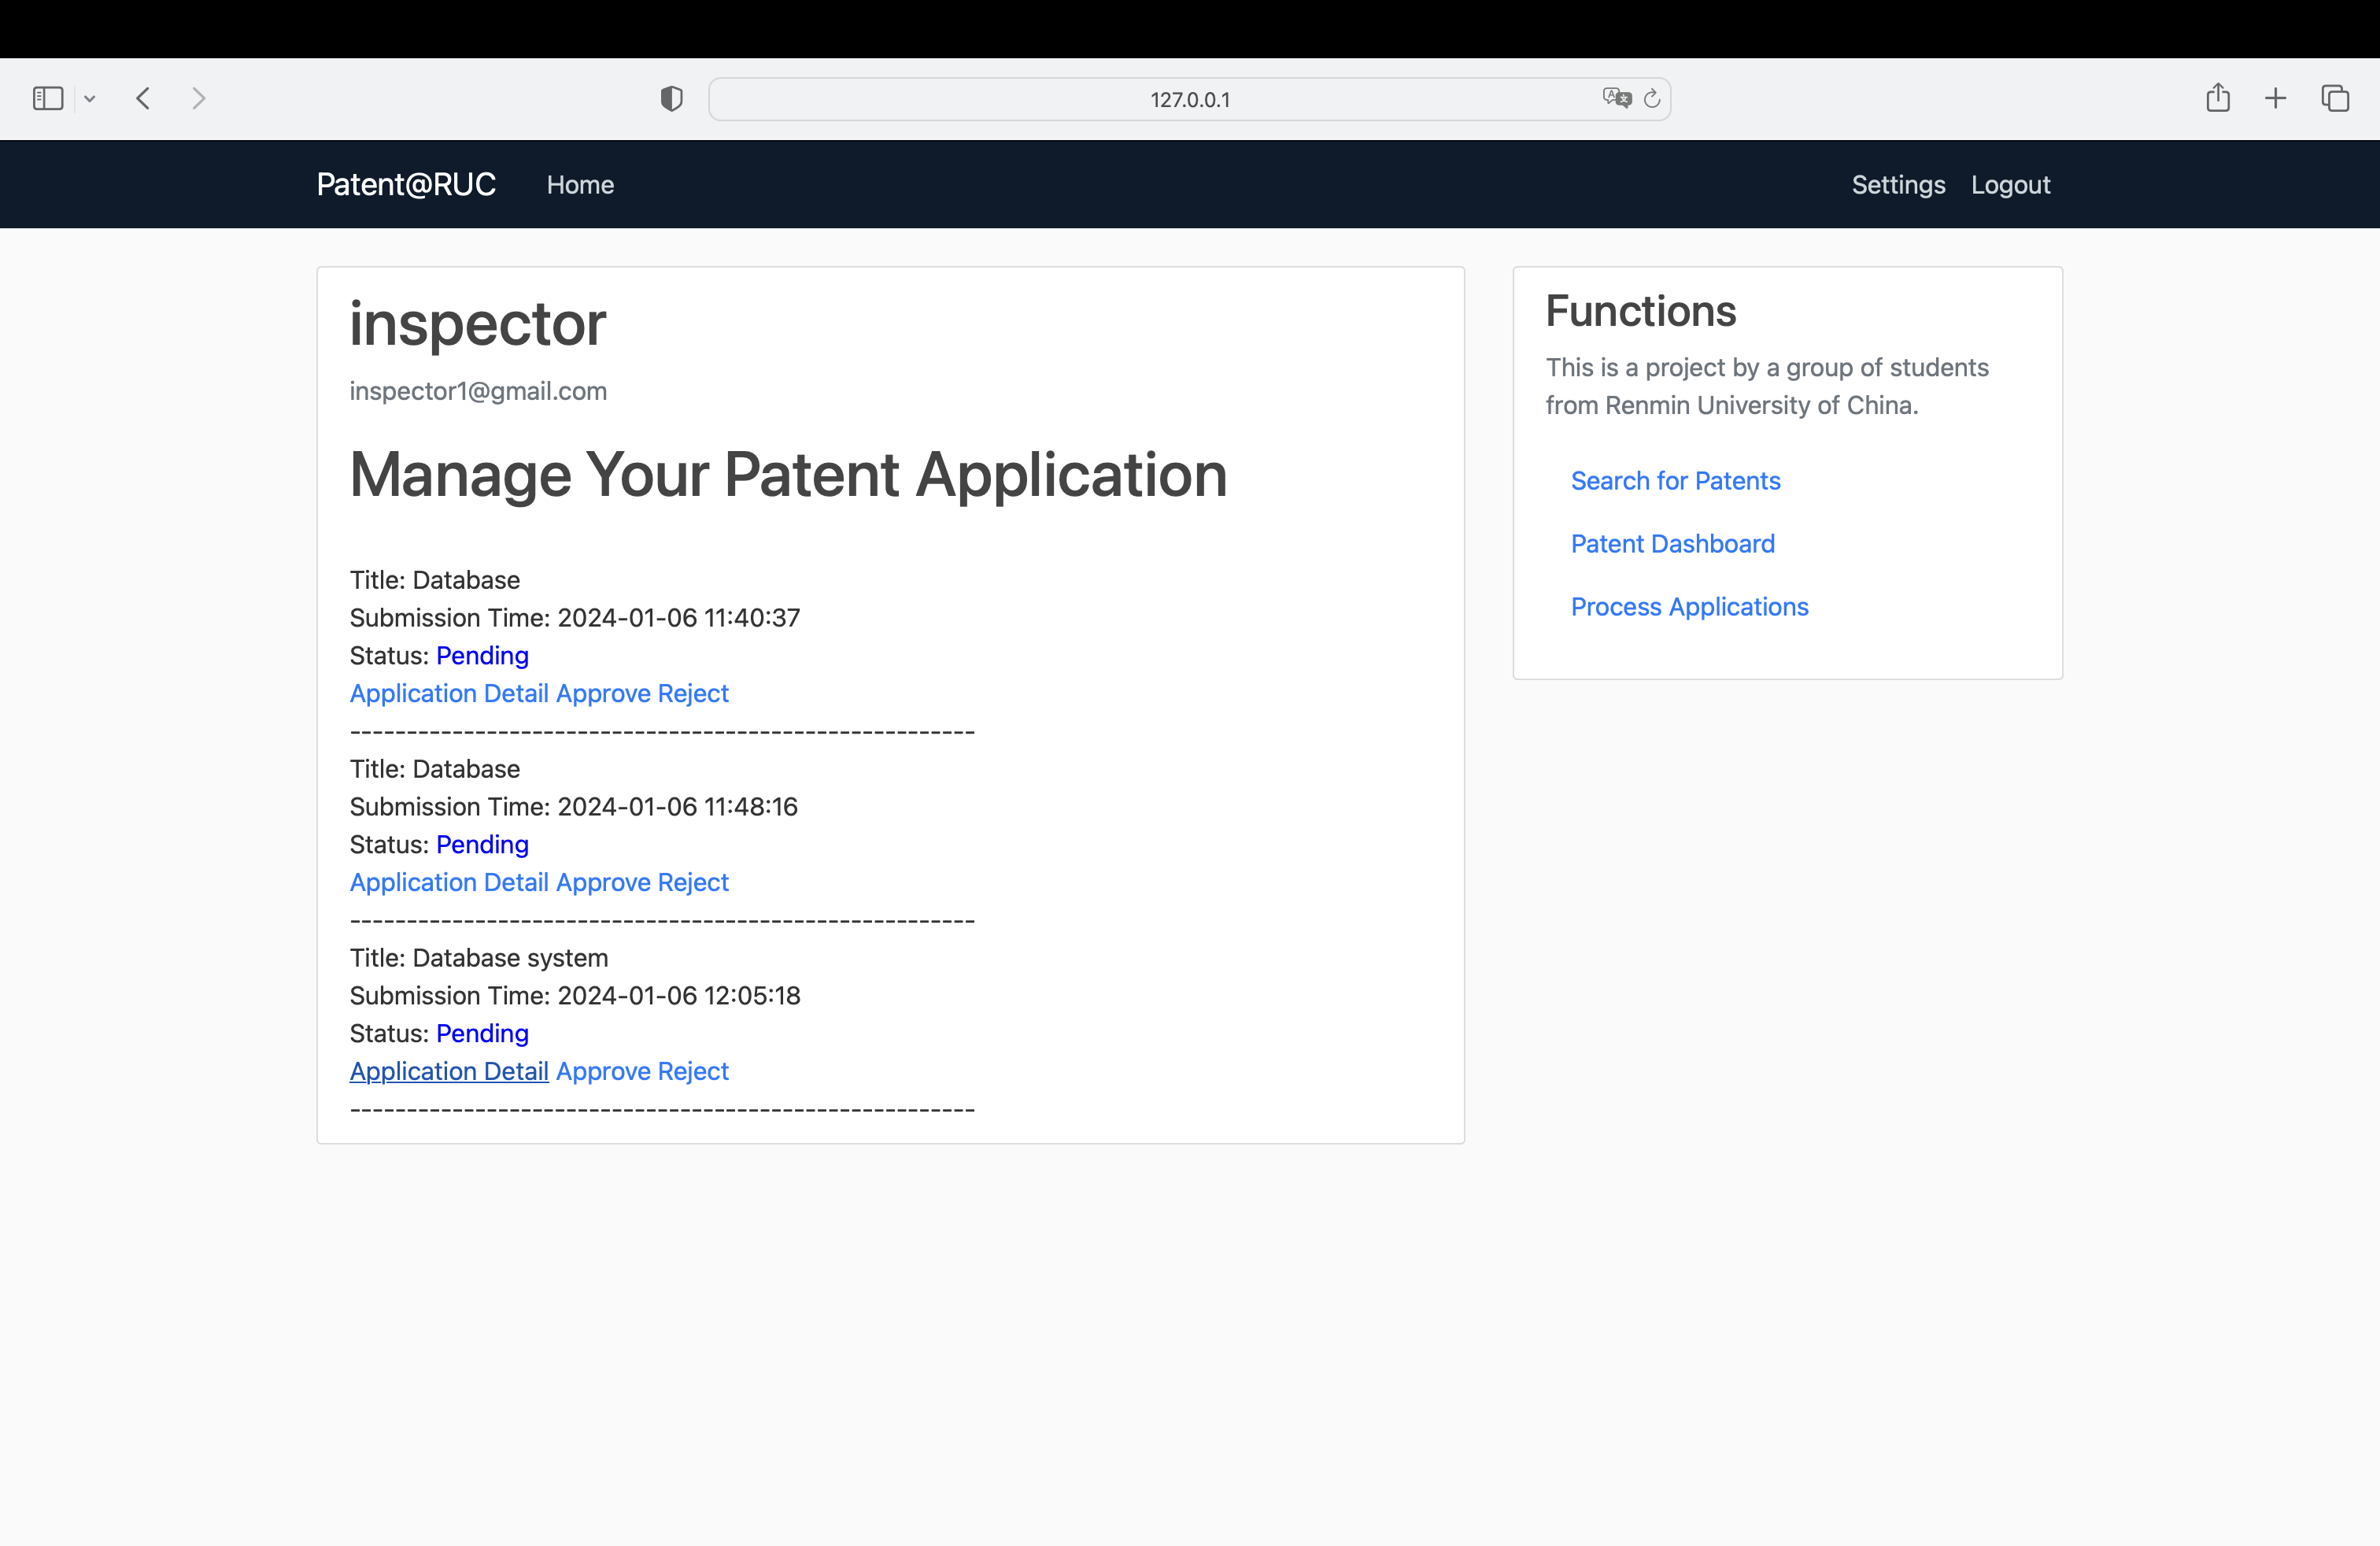 127.0.0.1
Patent@RUC Home Settings Logout
inspector
inspector1@gmail.com
Manage Your Patent Application
Title: Database
Submission Time: 2024-01-06 11:40:37
Status: Pending
Application Detail Approve Reject
-------------------------------------------------------
Title: Database
Submission Time: 2024-01-06 11:48:16
Status: Pending
Application Detail Approve Reject
-------------------------------------------------------
Title: Database system
Submission Time: 2024-01-06 12:05:18
Status: Pending
Application Detail Approve Reject
-------------------------------------------------------
Functions
This is a project by a group of students
from Renmin University of China.
Search for Patents
Patent Dashboard
Process Applications